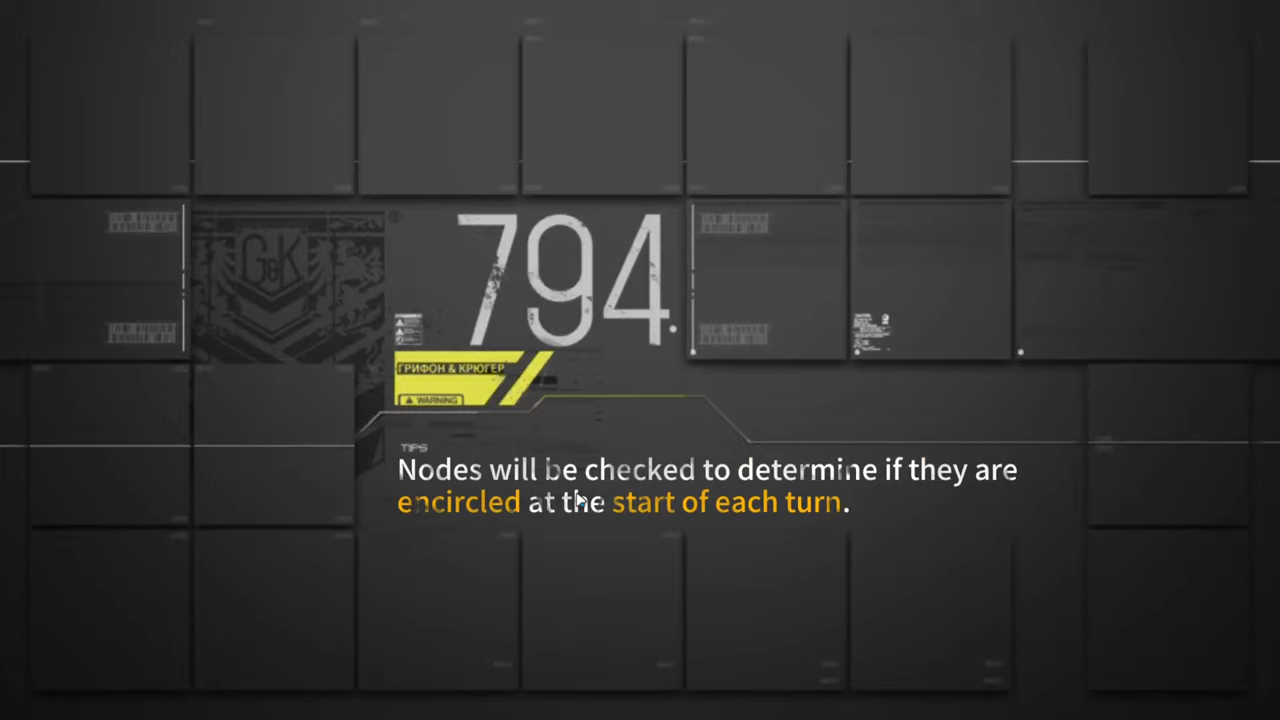 G&K
794.
ГРИФОН & КРЮГЕР
WARNING
TIPS
Nodes will be checked to determine if they are
encircled at the start of each turn.